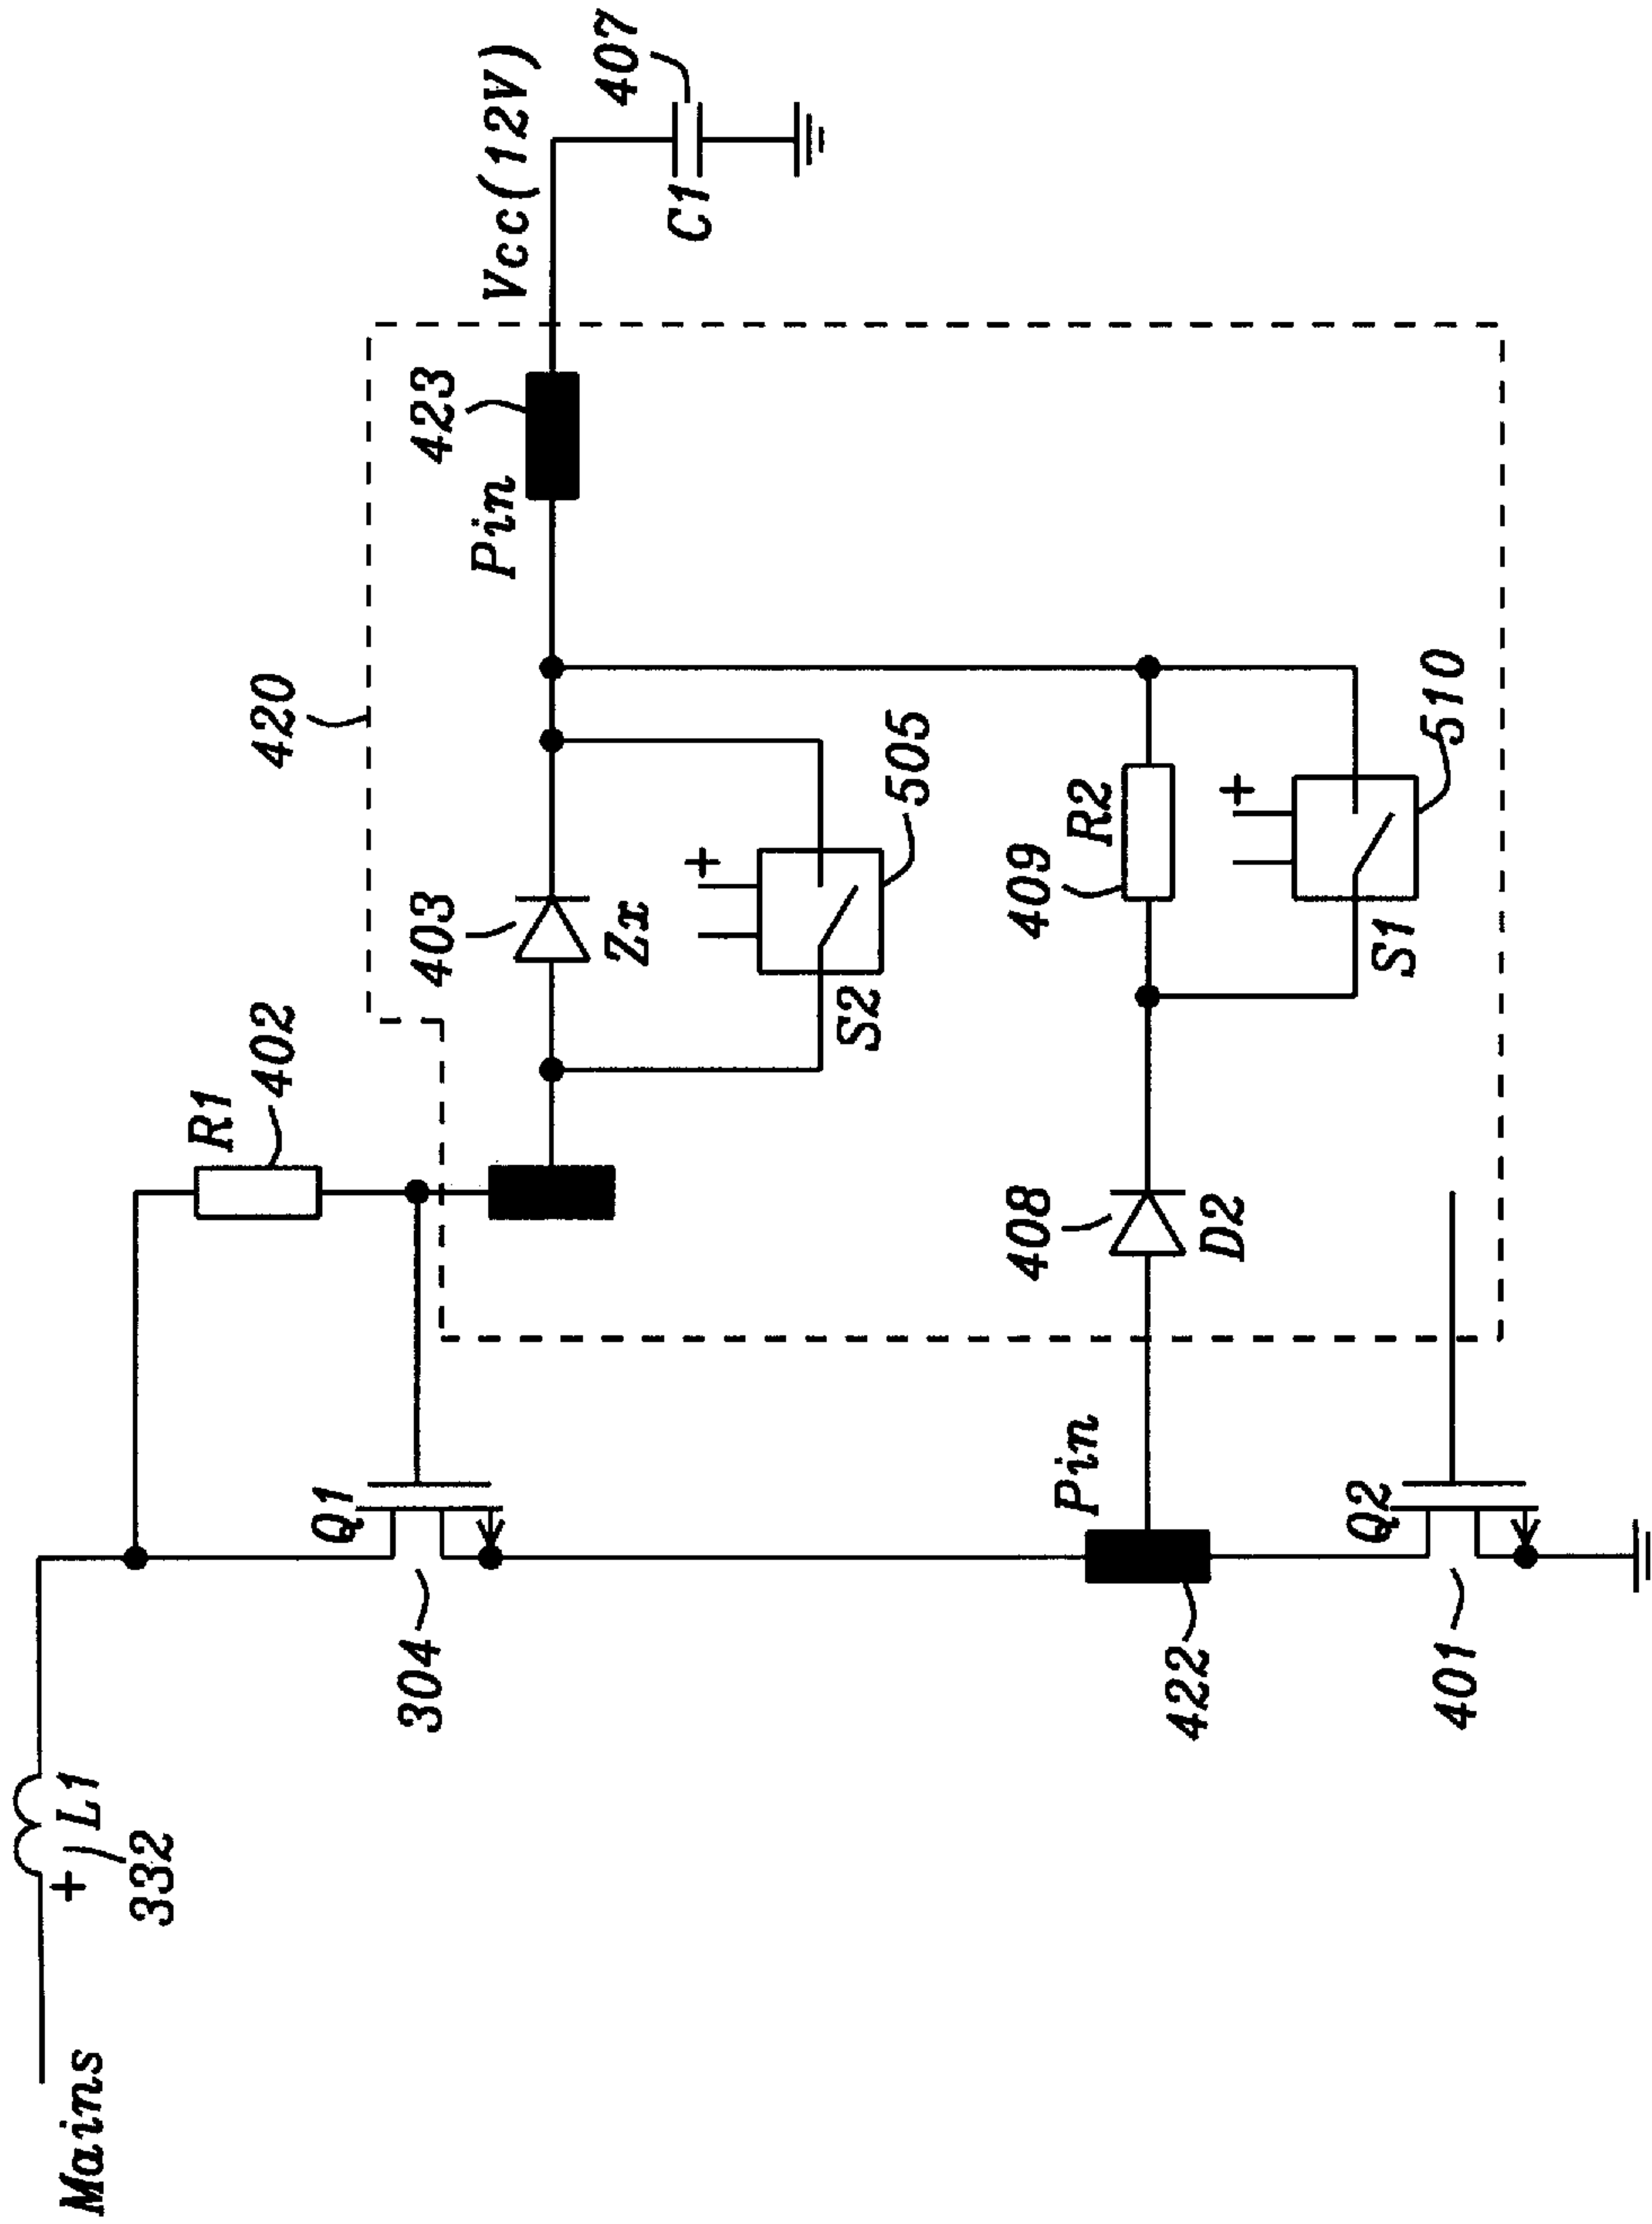 Mains
+
L1
332
R1
402
Q1
304
420
403
Zx
Pin
423
Vcc(12V)
407
C1
+
505
S2
Pin
422
408
D2
409
R2
+
510
S1
Q2
401